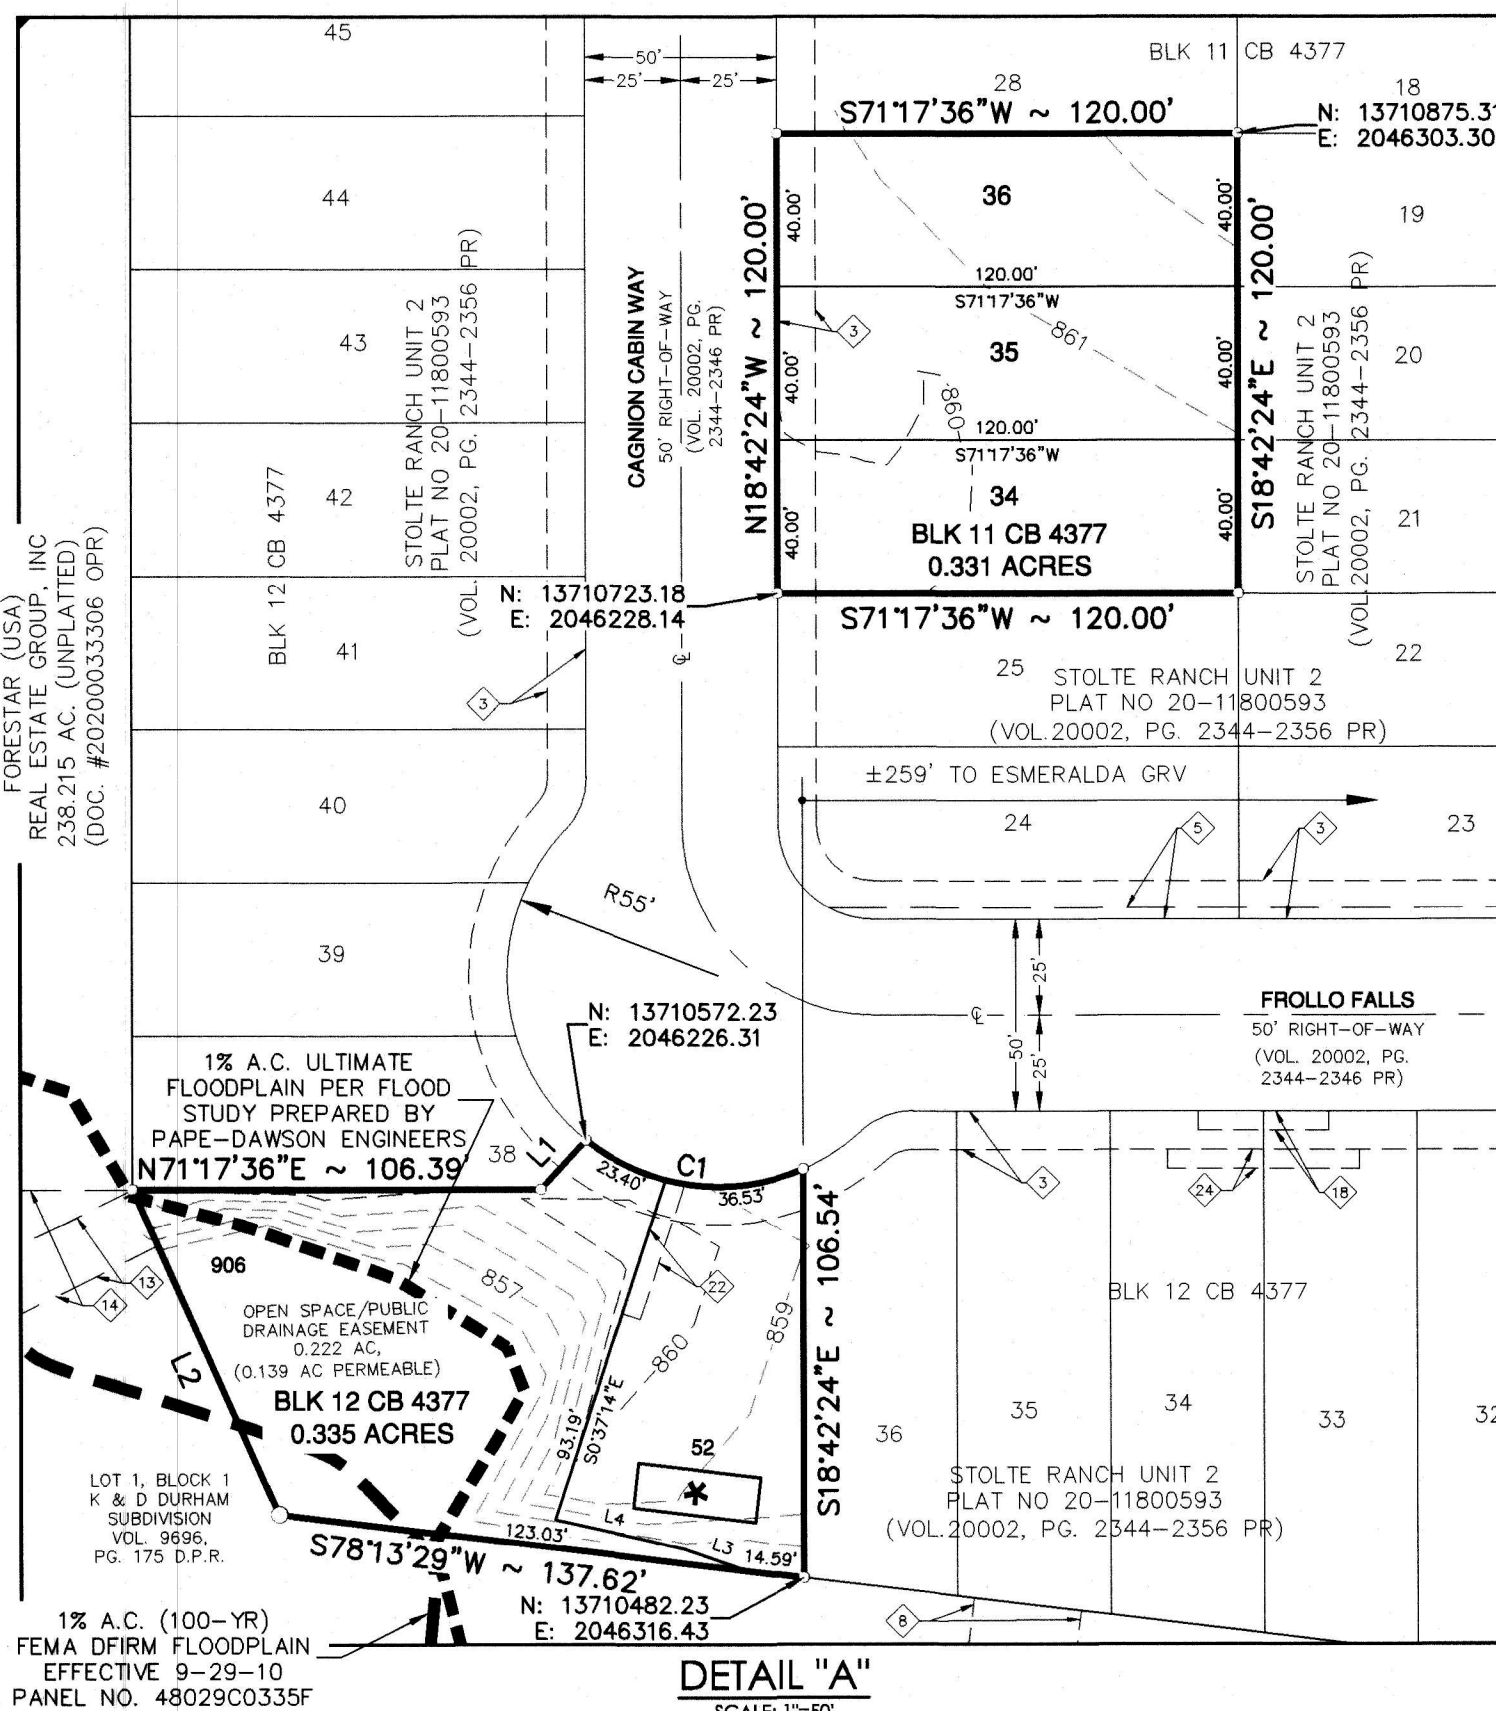 45
50'
25'
25'
BLK 11 CB 4377
28
18
S71°17'36"W ~ 120.00'
N: 13710875.31
E: 2046303.30
44
36
19
40.00'
40.00'
N18°42'24"W ~ 120.00'
S18°42'24"E ~ 120.00'
120.00'
S71°17'36"W
43
STOLTE RANCH UNIT 2
PLAT NO 20-11800593
(VOL. 20002, PG. 2344-2356 PR)
CAGNION CABIN WAY
50' RIGHT-OF-WAY
(VOL. 20002, PG.
2344-2346 PR)
3
861
35
40.00'
40.00'
860
20
STOLTE RANCH UNIT 2
PLAT NO 20-11800593
(VOL.20002, PG. 2344-2356 PR)
120.00'
S71°17'36"W
42
BLK 12 CB 4377
34
40.00'
40.00'
21
BLK 11 CB 4377
0.331 ACRES
FORESTAR (USA)
REAL ESTATE GROUP, INC
238.215 AC. (UNPLATTED)
(DOC. #20200033306 OPR)
N: 13710723.18
E: 2046228.14
S71°17'36"W ~ 120.00'
41
℄
25
22
STOLTE RANCH UNIT 2
PLAT NO 20-11800593
(VOL.20002, PG. 2344-2356 PR)
3
±259' TO ESMERALDA GRV
40
24
5
3
23
R55'
39
50'
25'
25'
℄
FROLLO FALLS
50' RIGHT-OF-WAY
(VOL. 20002, PG.
2344-2346 PR)
N: 13710572.23
E: 2046226.31
1% A.C. ULTIMATE
FLOODPLAIN PER FLOOD
STUDY PREPARED BY
PAPE-DAWSON ENGINEERS
N71°17'36"E ~ 106.39'
38
L1
23.40'
C1
36.53'
3
24
18
906
13
14
857
22
S18°42'24"E ~ 106.54'
BLK 12 CB 4377
OPEN SPACE/PUBLIC
DRAINAGE EASEMENT
0.222 AC,
(0.139 AC PERMEABLE)
L2
860
859
BLK 12 CB 4377
0.335 ACRES
93.19'
S0°37'14"E
52
36
35
34
33
32
LOT 1, BLOCK 1
K & D DURHAM
SUBDIVISION
VOL. 9696,
PG. 175 D.P.R.
STOLTE RANCH UNIT 2
PLAT NO 20-11800593
(VOL.20002, PG. 2344-2356 PR)
L4
L3
123.03'
14.59'
S78°13'29"W ~ 137.62'
N: 13710482.23
E: 2046316.43
8
1% A.C. (100-YR)
FEMA DFIRM FLOODPLAIN
EFFECTIVE 9-29-10
PANEL NO. 48029C0335F
DETAIL "A"
SCALE: 1"=50'